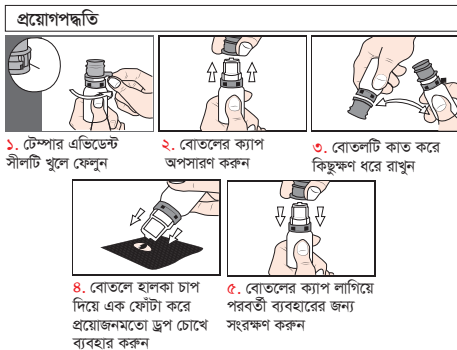 প্রয়োগপদ্ধতি
১. টেম্পার এভিডেন্ট
সীলটি খুলে ফেলুন
২. বোতলের ক্যাপ
অপসারণ করুন
৩. বোতলটি কাত করে
কিছুক্ষণ ধরে রাখুন
৪. বোতলে হালকা চাপ
দিয়ে এক ফোঁটা করে
প্রয়োজনমতো ড্রপ চোখে
ব্যবহার করুন
৫. বোতলের ক্যাপ লাগিয়ে
পরবর্তী ব্যবহারের জন্য
সংরক্ষণ করুন